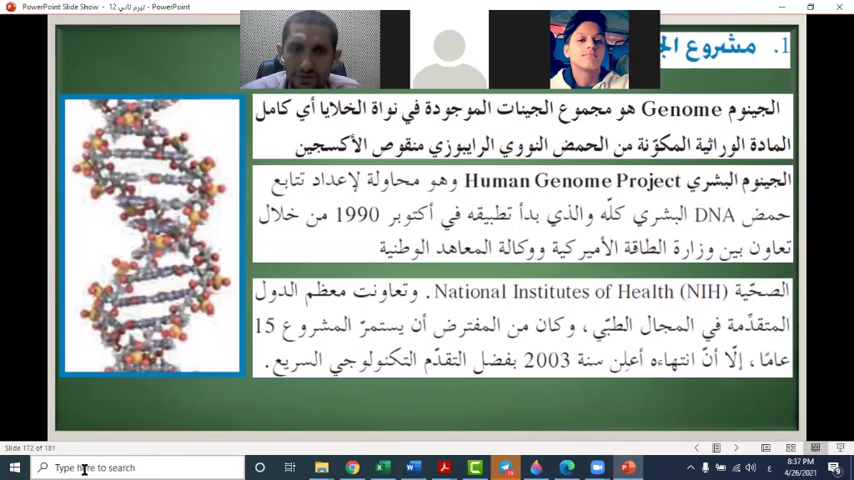 PowerPoint Slide Show - 12 تيرم تاني - PowerPoint
1. مشروع
الجينوم Genome هو مجموع الجينات الموجودة في نواة الخلايا أي كامل
المادة الوراثية المكوّنة من الحمض النووي الرايبوزي منقوص الأكسجين
الجينوم البشري Human Genome Project وهو محاولة لإعداد تتابع
حمض DNA البشري كلّه والذي بدأ تطبيقه في أكتوبر 1990 من خلال
تعاون بين وزارة الطاقة الأميركية ووكالة المعاهد الوطنية
الصحّية National Institutes of Health (NIH). وتعاونت معظم الدول
المتقدِّمة في المجال الطبّي، وكان من المفترض أن يستمرّ المشروع 15
عامًا، إلّا أنّ انتهاءه أعلِن سنة 2003 بفضل التقدّم التكنولوجي السريع.
Slide 172 of 181
Type here to search
8:37 PM
4/26/2021